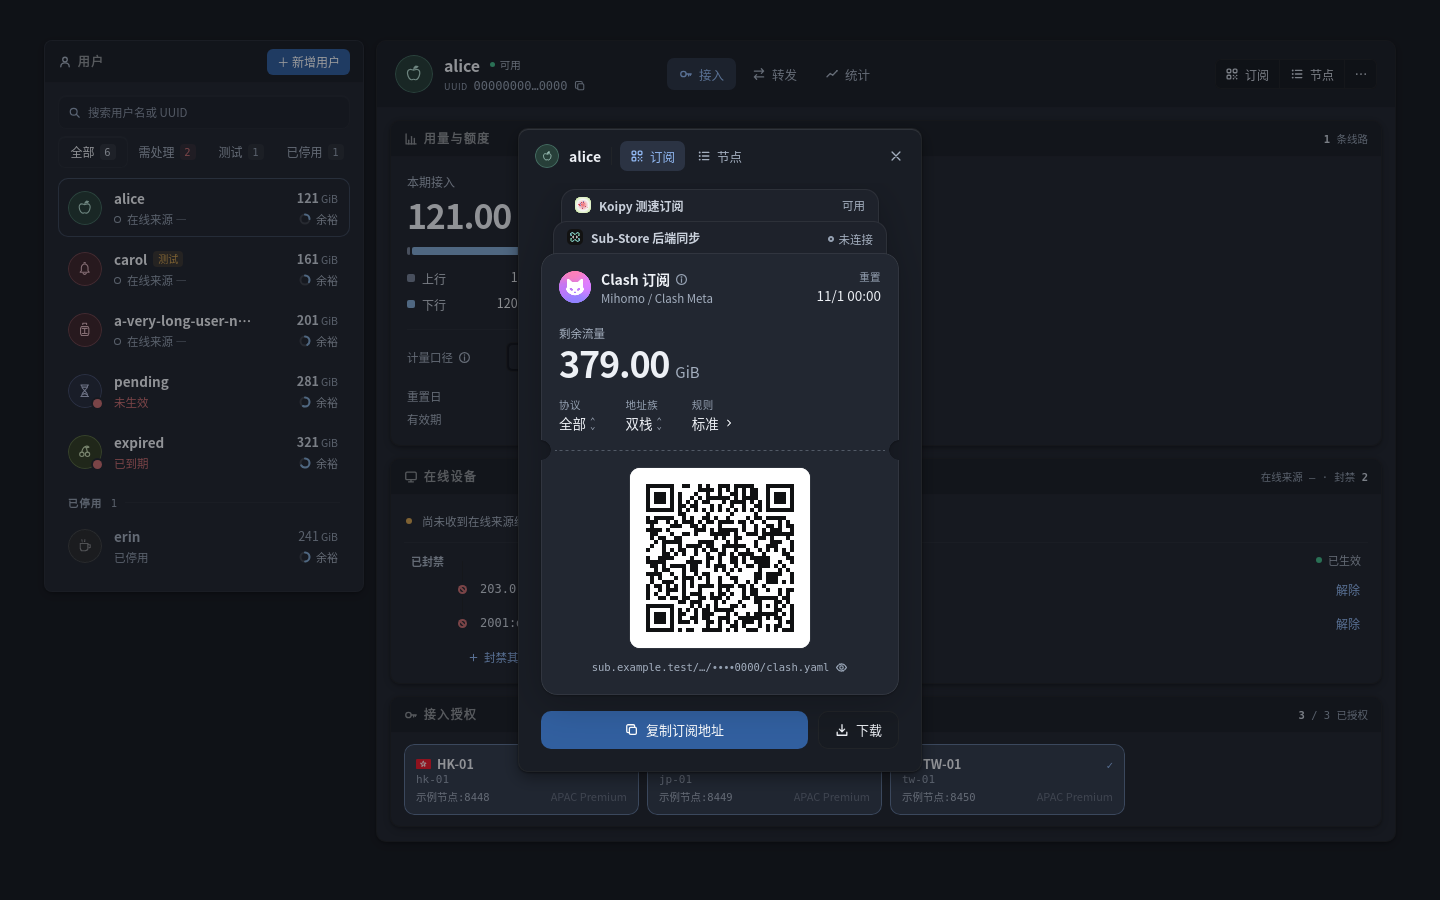 用户
+ 新增用户
搜索用户名或 UUID
全部 6
需处理 2
测试 1
已停用 1
alice
121 GiB
在线来源 —
余裕
carol 测试
161 GiB
在线来源 —
余裕
a-very-long-user-n…
201 GiB
在线来源 —
余裕
pending
281 GiB
未生效
余裕
expired
321 GiB
已到期
余裕
已停用 1
erin
241 GiB
已停用
余裕
alice
可用
UUID 00000000…0000
接入
转发
统计
订阅
节点
…
用量与额度
1 条线路
本期接入
121.00
上行
1
下行
120
计量口径
重置日
有效期
在线设备
在线来源 — · 封禁 2
尚未收到在线来源
已封禁
已生效
203.0
解除
2001:
解除
+ 封禁其
接入授权
3 / 3 已授权
HK-01
hk-01
示例节点:8448
APAC Premium
jp-01
示例节点:8449
APAC Premium
TW-01
✓
tw-01
示例节点:8450
APAC Premium
alice
订阅
节点
Koipy 测速订阅
可用
Sub-Store 后端同步
未连接
Clash 订阅
Mihomo / Clash Meta
重置
11/1 00:00
剩余流量
379.00 GiB
协议
全部
地址族
双栈
规则
标准
sub.example.test/…/••••0000/clash.yaml
复制订阅地址
下载